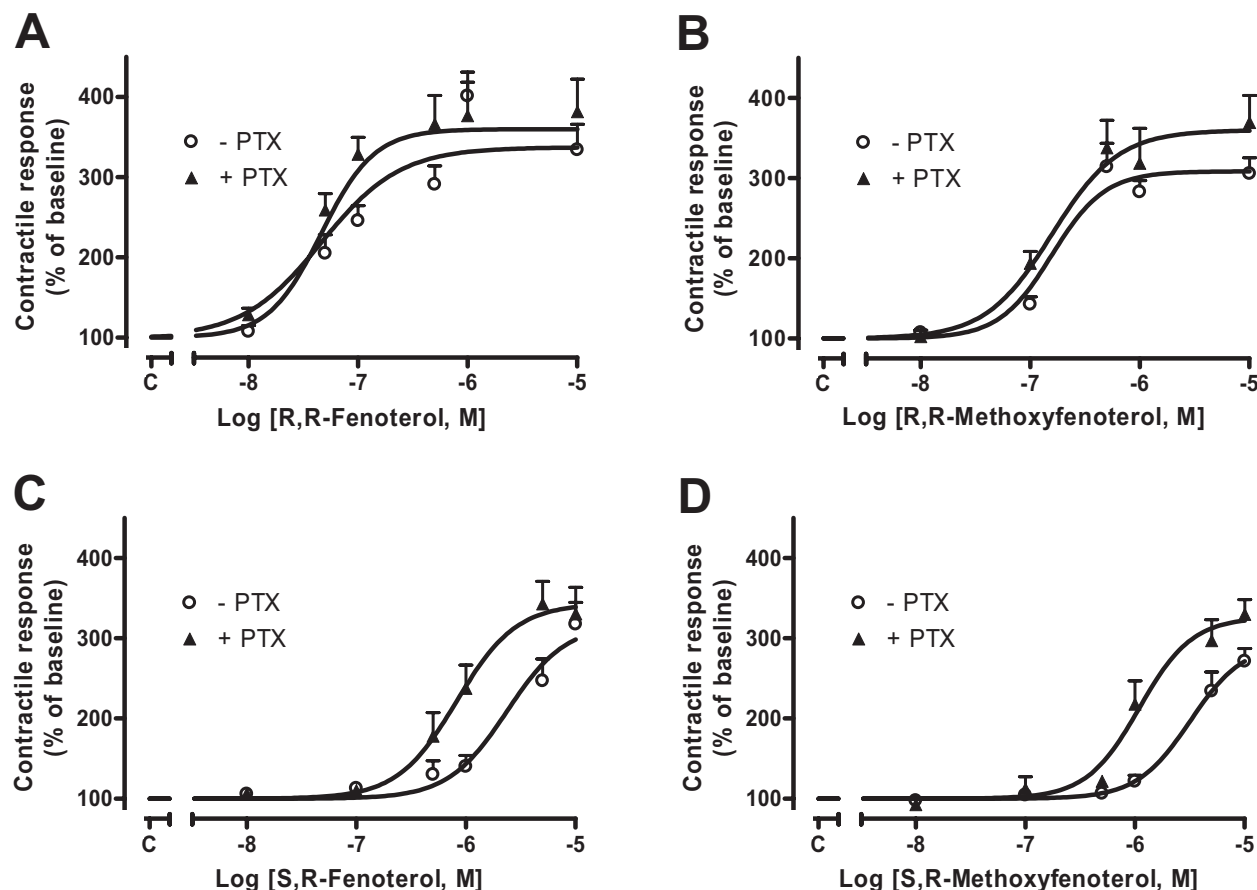 A
Contractile response
(% of baseline)
400
300
200
100
- PTX
+ PTX
C
-8
-7
-6
-5
Log [R,R-Fenoterol, M]
B
Contractile response
(% of baseline)
400
300
200
100
- PTX
+ PTX
C
-8
-7
-6
-5
Log [R,R-Methoxyfenoterol, M]
C
Contractile response
(% of baseline)
400
300
200
100
- PTX
+ PTX
C
-8
-7
-6
-5
Log [S,R-Fenoterol, M]
D
Contractile response
(% of baseline)
400
300
200
100
- PTX
+ PTX
C
-8
-7
-6
-5
Log [S,R-Methoxyfenoterol, M]